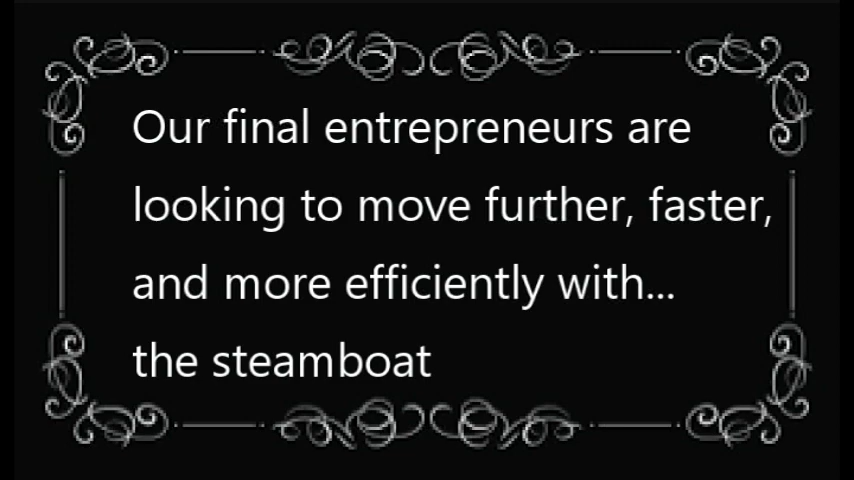 Our final entrepreneurs are
looking to move further, faster,
and more efficiently with...
the steamboat